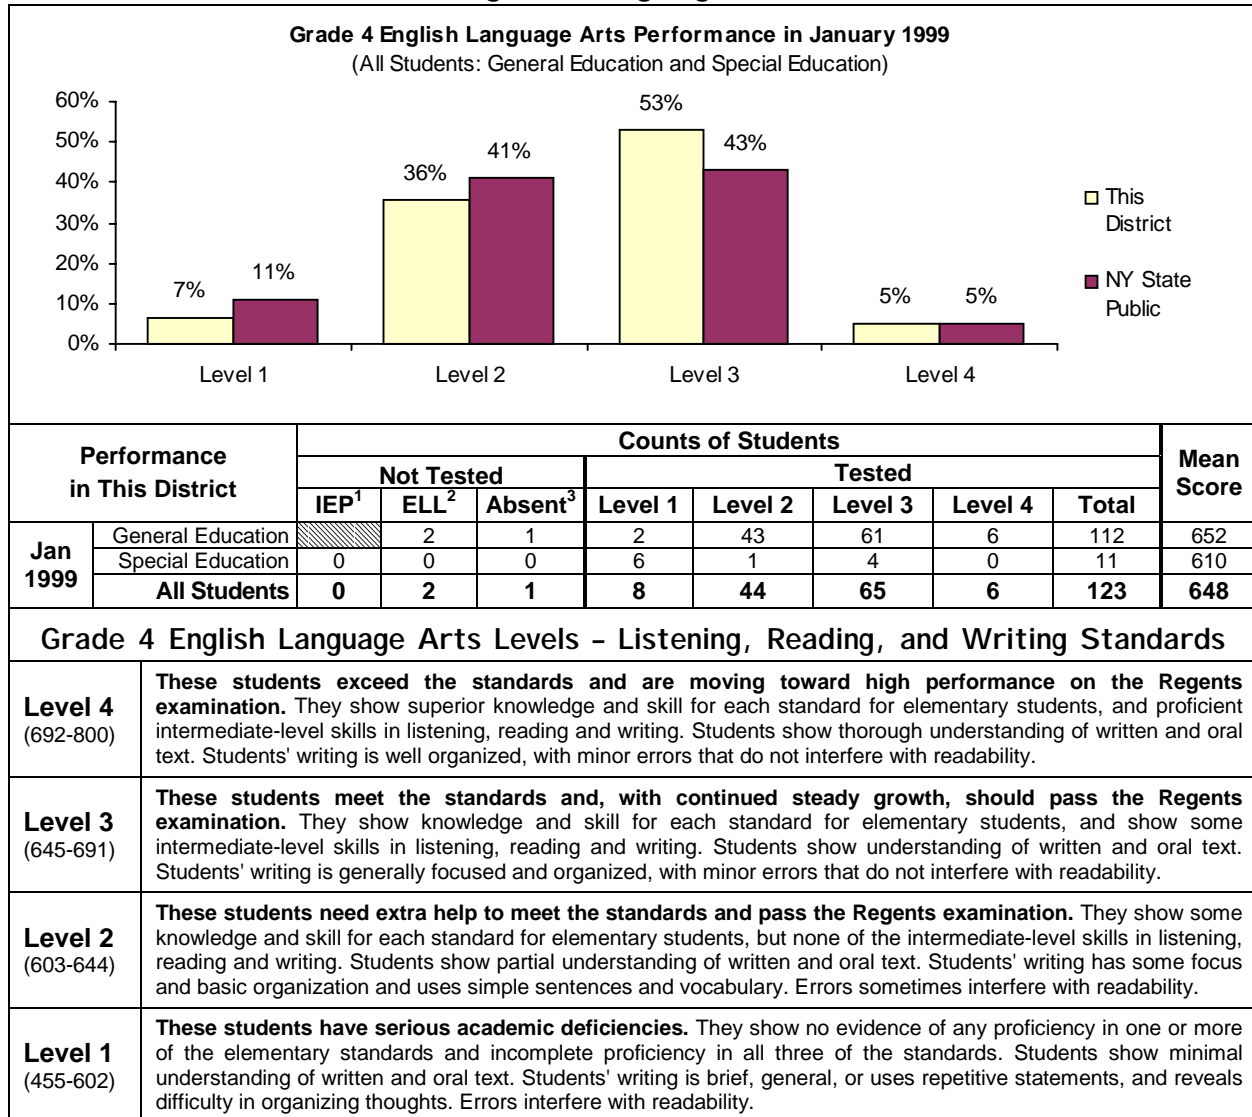 Grade 4 English Language Arts Performance in January 1999
(All Students: General Education and Special Education)
60%
50%
40%
30%
20%
10%
0%
7%
11%
36%
41%
53%
43%
5%
5%
Level 1
Level 2
Level 3
Level 4
This
District
NY State
Public
Performance
in This District
Counts of Students
Mean
Score
Not Tested
Tested
IEP1 ELL2 Absent3 Level 1 Level 2 Level 3 Level 4 Total
Jan
1999
General Education 2 1 2 43 61 6 112 652
Special Education 0 0 0 6 1 4 0 11 610
All Students 0 2 1 8 44 65 6 123 648
Grade 4 English Language Arts Levels – Listening, Reading, and Writing Standards
Level 4
(692-800)
These students exceed the standards and are moving toward high performance on the Regents
examination. They show superior knowledge and skill for each standard for elementary students, and proficient
intermediate-level skills in listening, reading and writing. Students show thorough understanding of written and oral
text. Students' writing is well organized, with minor errors that do not interfere with readability.
Level 3
(645-691)
These students meet the standards and, with continued steady growth, should pass the Regents
examination. They show knowledge and skill for each standard for elementary students, and show some
intermediate-level skills in listening, reading and writing. Students show understanding of written and oral text.
Students' writing is generally focused and organized, with minor errors that do not interfere with readability.
Level 2
(603-644)
These students need extra help to meet the standards and pass the Regents examination. They show some
knowledge and skill for each standard for elementary students, but none of the intermediate-level skills in listening,
reading and writing. Students show partial understanding of written and oral text. Students' writing has some focus
and basic organization and uses simple sentences and vocabulary. Errors sometimes interfere with readability.
Level 1
(455-602)
These students have serious academic deficiencies. They show no evidence of any proficiency in one or more
of the elementary standards and incomplete proficiency in all three of the standards. Students show minimal
understanding of written and oral text. Students' writing is brief, general, or uses repetitive statements, and reveals
difficulty in organizing thoughts. Errors interfere with readability.